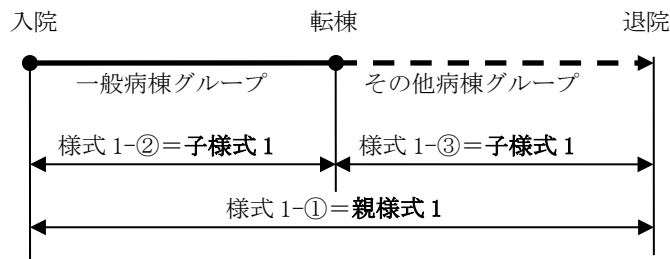 入院 転棟 退院
一般病棟グループ その他病棟グループ
様式 1-②＝子様式 1 様式 1-③＝子様式 1
様式 1-①＝親様式 1